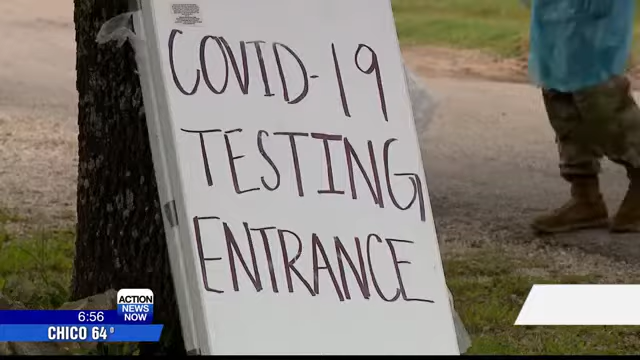 COVID-19
TESTING
ENTRANCE
ACTION
NEWS
NOW
6:56
CHICO 64°